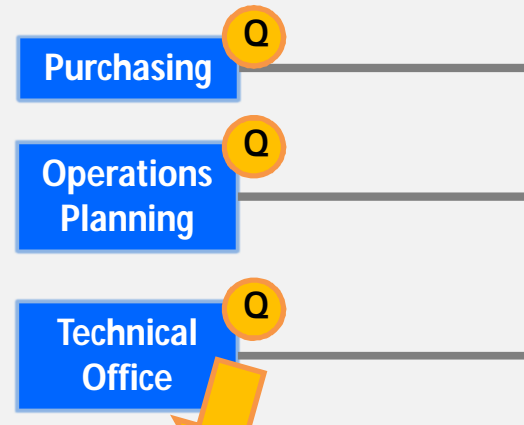 Q
Purchasing
Q
Operations
Planning
Q
Technical
Office